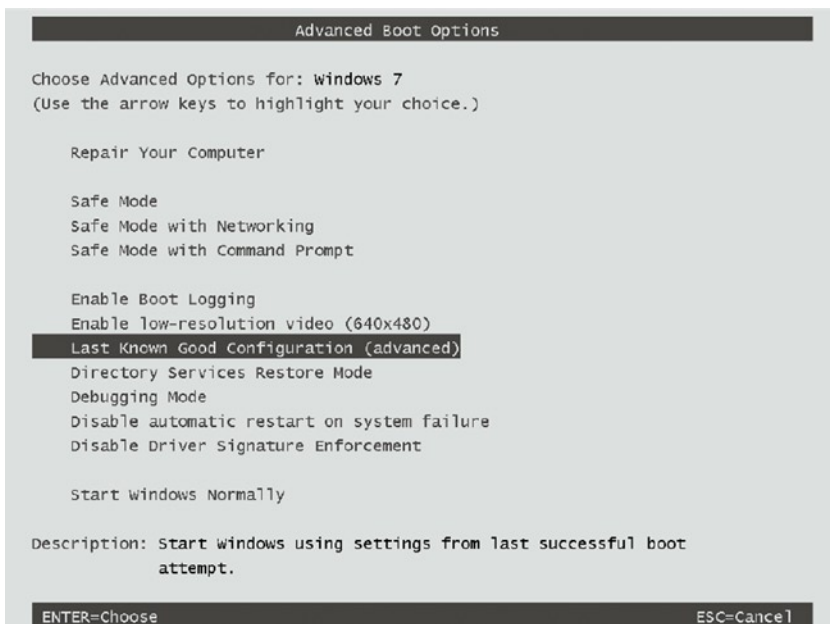 Advanced Boot Options
Choose Advanced Options for: Windows 7
(Use the arrow keys to highlight your choice.)
Repair Your Computer
Safe Mode
Safe Mode with Networking
Safe Mode with Command Prompt
Enable Boot Logging
Enable low-resolution video (640x480)
Last Known Good Configuration (advanced)
Directory Services Restore Mode
Debugging Mode
Disable automatic restart on system failure
Disable Driver Signature Enforcement
Start Windows Normally
Description: Start Windows using settings from last successful boot
attempt.
ENTER=Choose ESC=Cancel